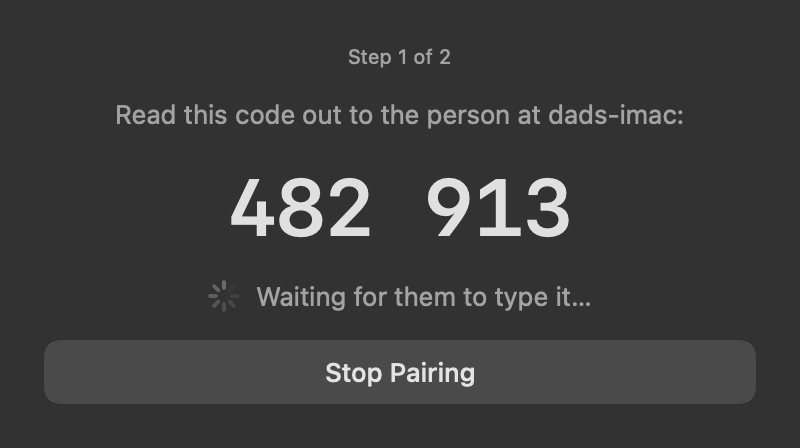 Step 1 of 2
Read this code out to the person at dads-imac:
482 913
Waiting for them to type it...
Stop Pairing